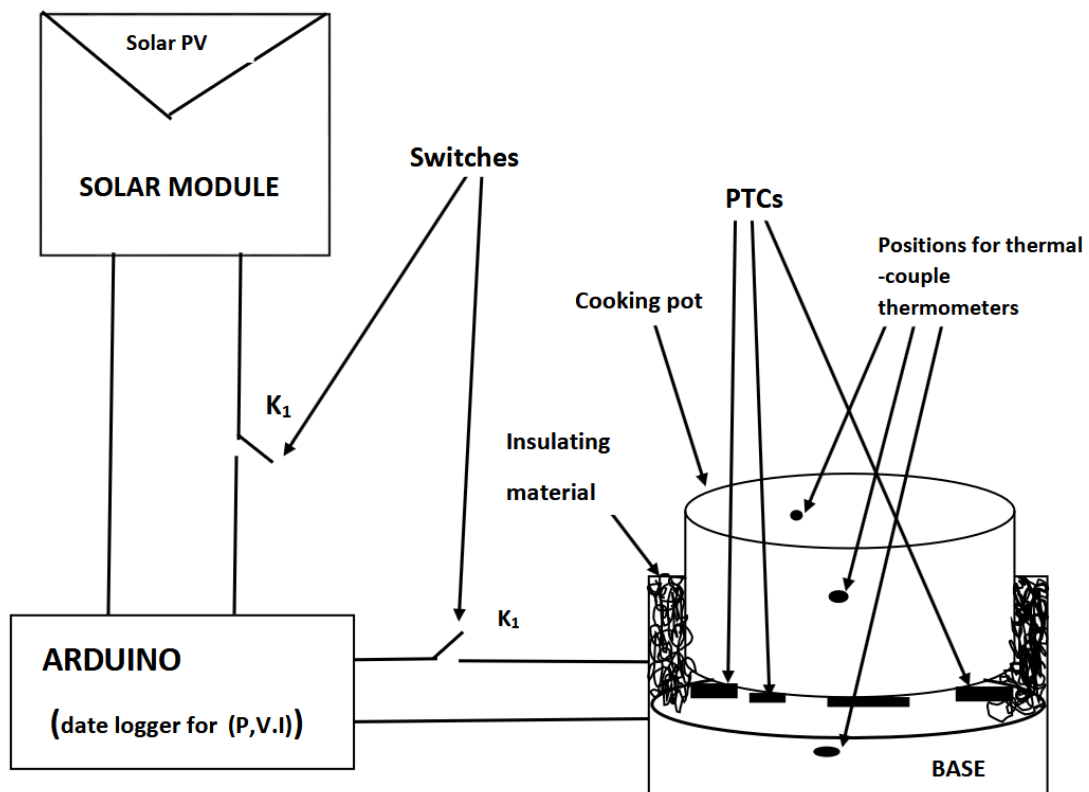 Solar PV
SOLAR MODULE
Switches
PTCs
Positions for thermal
-couple
thermometers
Cooking pot
K₁
Insulating
material
K₁
ARDUINO
(date logger for (P,V.I))
BASE